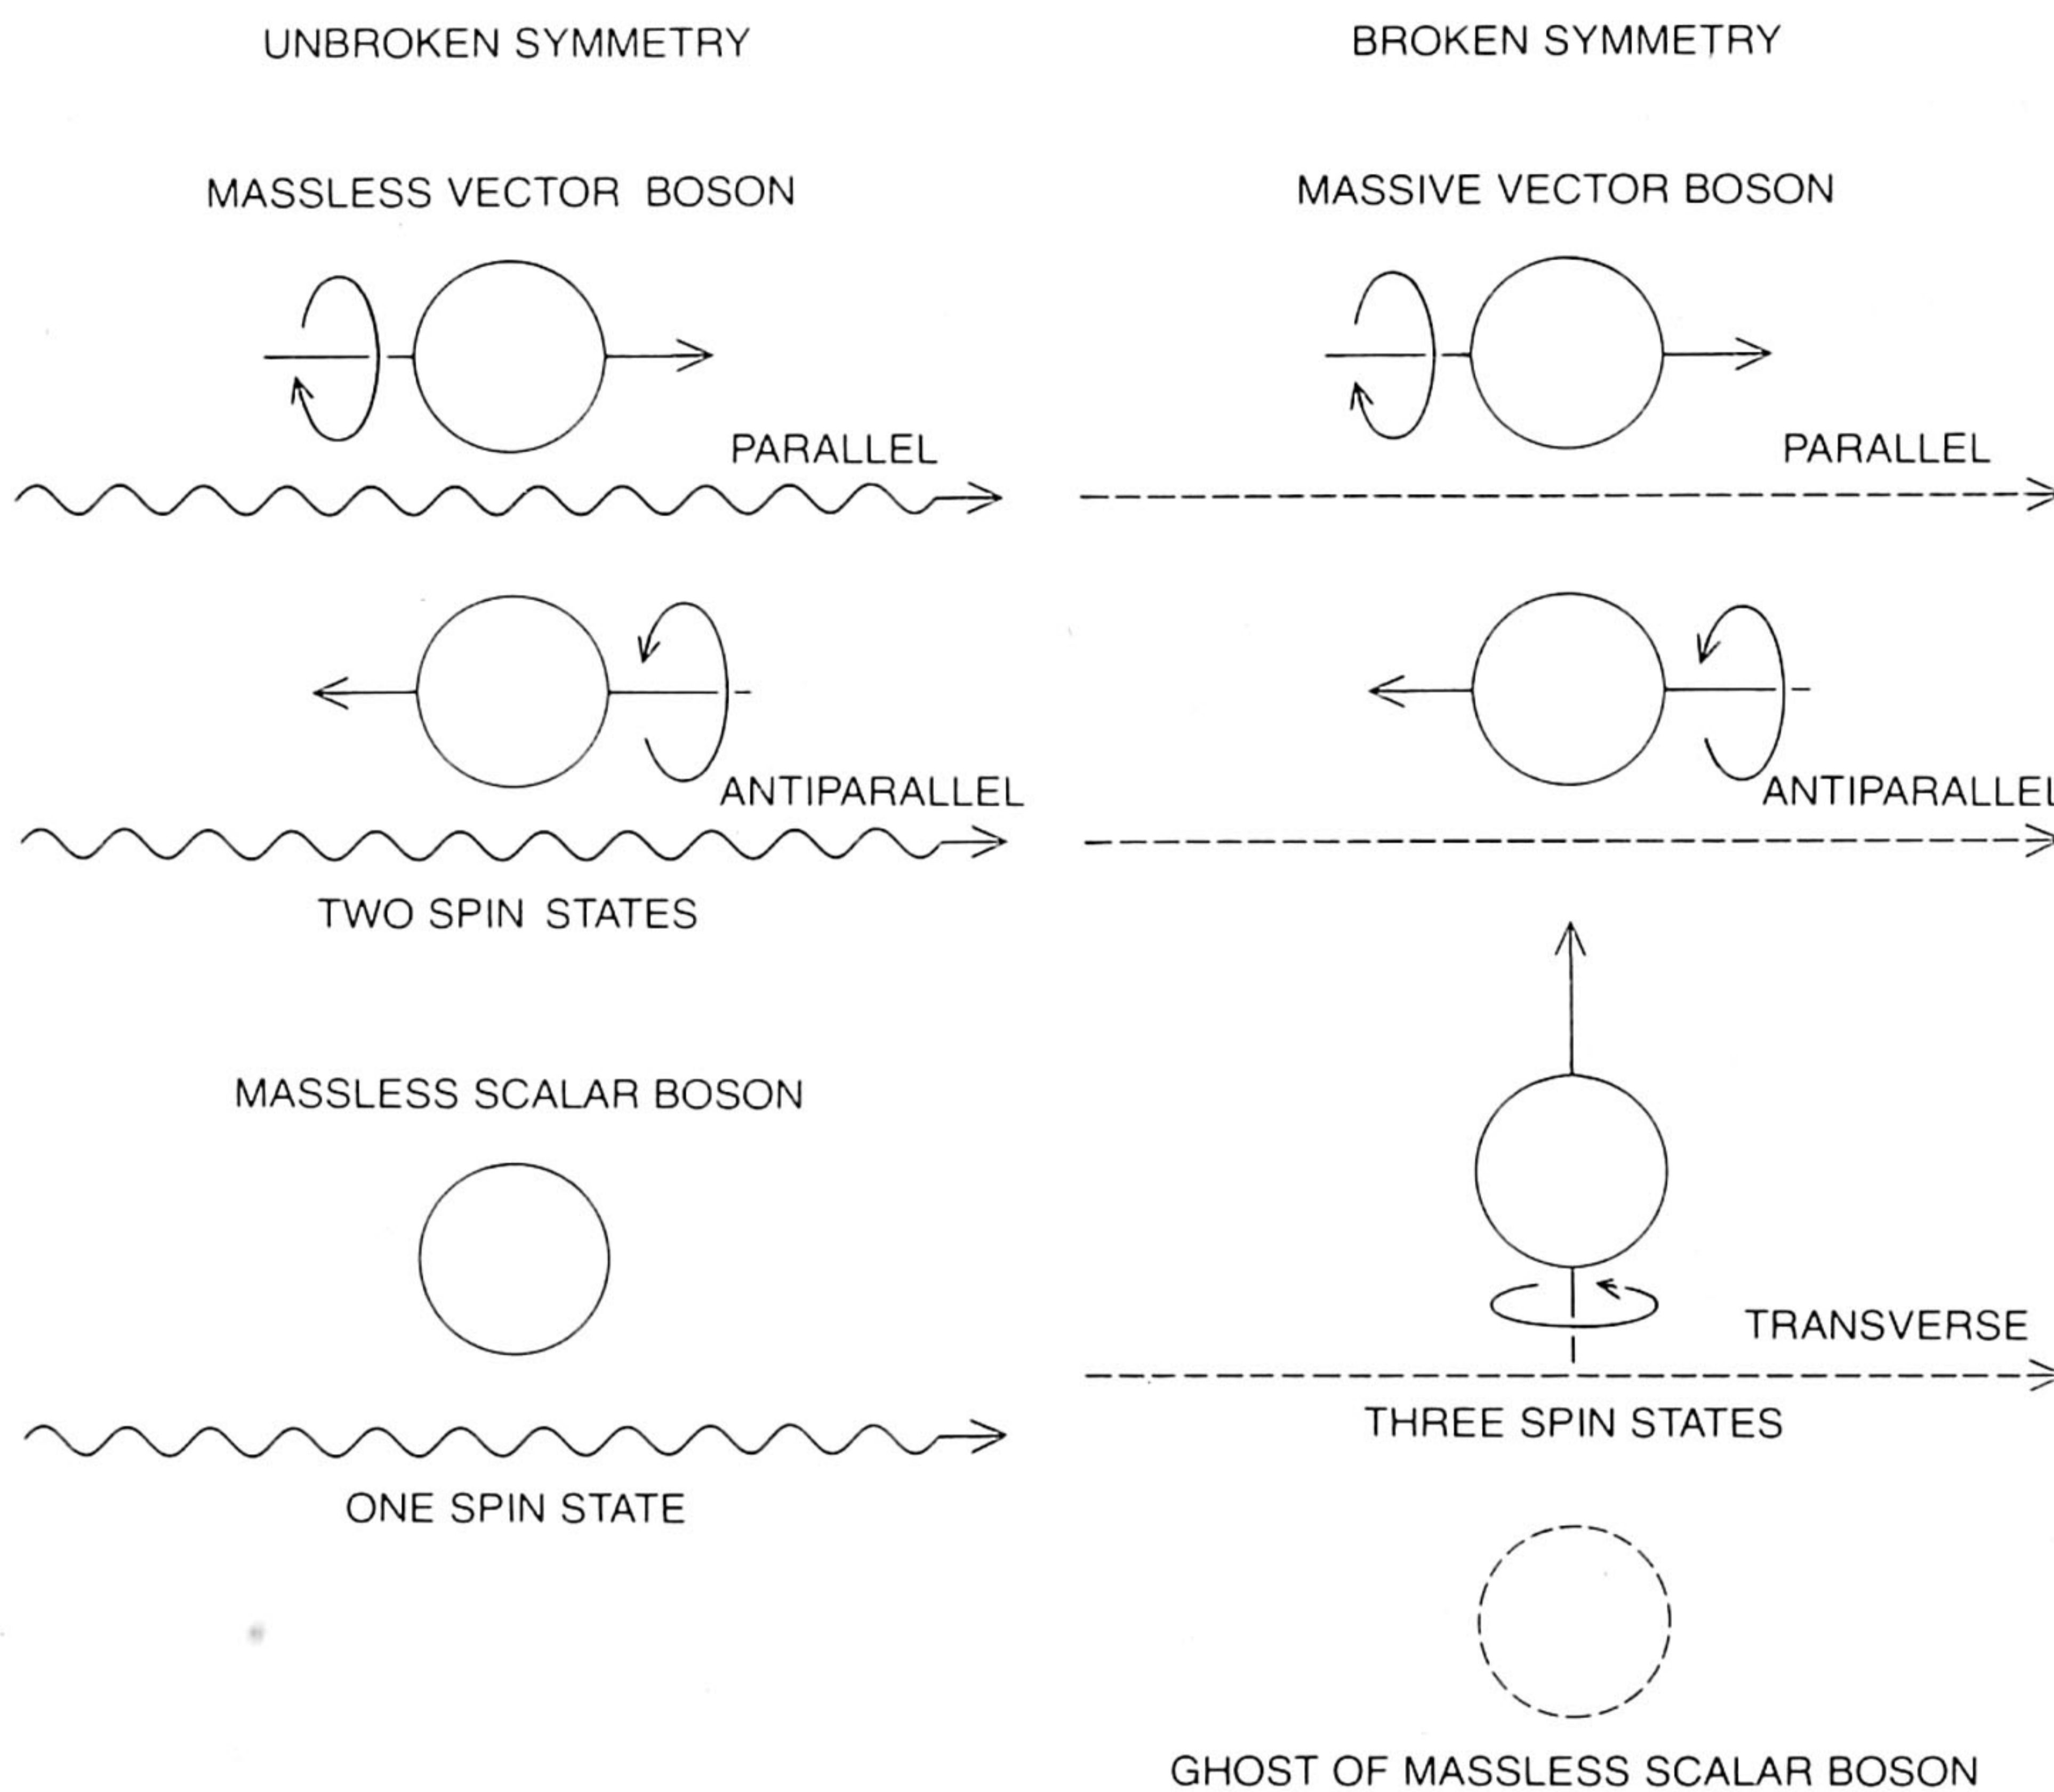 UNBROKEN SYMMETRY
MASSLESS VECTOR BOSON
PARALLEL
ANTIPARALLEL
TWO SPIN STATES
MASSLESS SCALAR BOSON
ONE SPIN STATE
BROKEN SYMMETRY
MASSIVE VECTOR BOSON
PARALLEL
ANTIPARALLEL
TRANSVERSE
THREE SPIN STATES
GHOST OF MASSLESS SCALAR BOSON